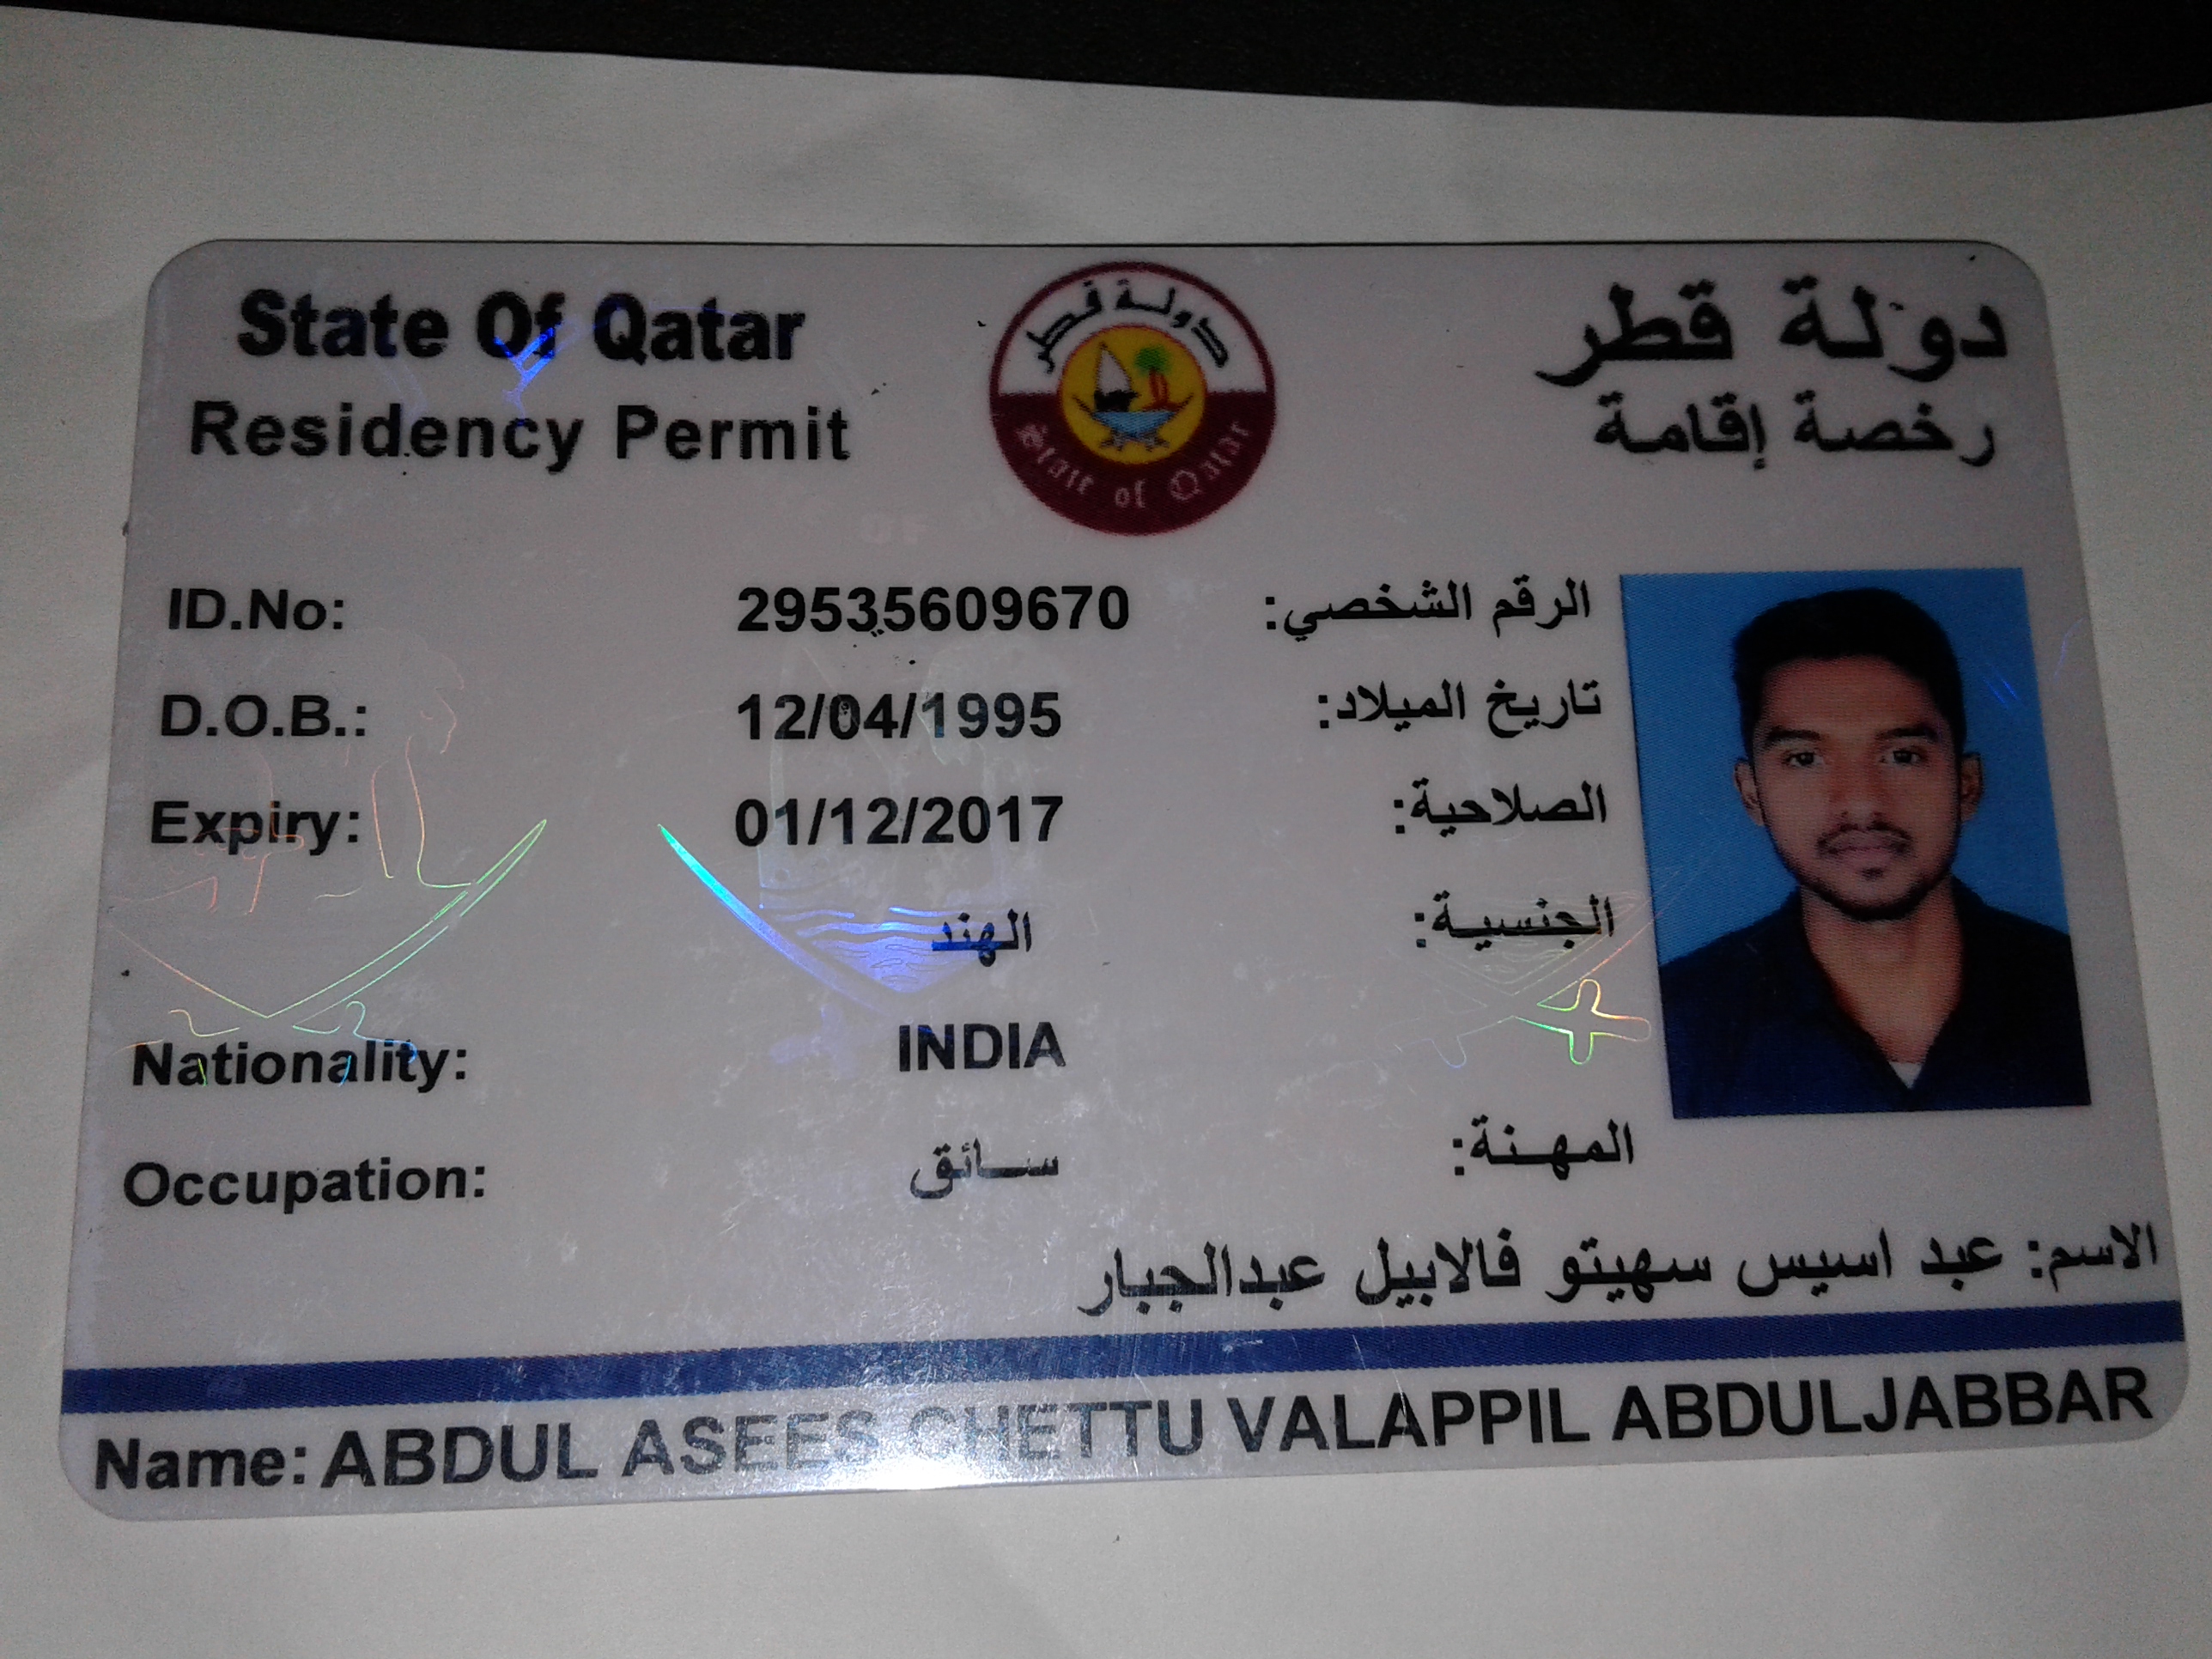 State Of Qatar
دولة قطر
Residency Permit
رخصة إقامة
دولة قطر
State of Qatar
ID.No: 29535609670 الرقم الشخصي:
D.O.B.: 12/04/1995 تاريخ الميلاد:
Expiry: 01/12/2017 الصلاحية:
الجنسية: الهند
Nationality: INDIA
Occupation: سائق المهنة:
الاسم: عبد اسيس سهيتو فالابيل عبدالجبار
Name: ABDUL ASEES CHETTU VALAPPIL ABDULJABBAR